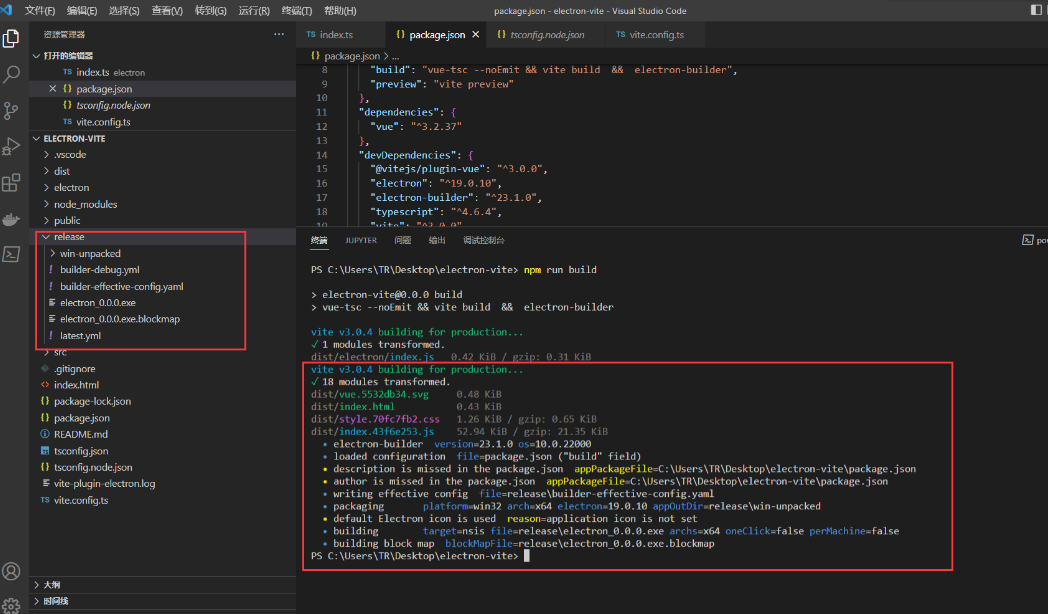 文件(F) 编辑(E) 选择(S) 查看(V) 转到(G) 运行(R) 终端(T) 帮助(H) package.json - electron-vite - Visual Studio Code
资源管理器 ···
TS index.ts {} package.json × {} tsconfig.node.json TS vite.config.ts
打开的编辑器
TS index.ts electron
× {} package.json
{} tsconfig.node.json
TS vite.config.ts
ELECTRON-VITE
.vscode
dist
electron
node_modules
public
release
win-unpacked
! builder-debug.yml
! builder-effective-config.yaml
electron_0.0.0.exe
electron_0.0.0.exe.blockmap
! latest.yml
src
.gitignore
<> index.html
{} package-lock.json
{} package.json
README.md
tsconfig.json
{} tsconfig.node.json
vite-plugin-electron.log
TS vite.config.ts
大纲
时间线
{} package.json > ...
8 "build": "vue-tsc --noEmit && vite build && electron-builder",
9 "preview": "vite preview"
10 },
11 "dependencies": {
12 "vue": "^3.2.37"
13 },
14 "devDependencies": {
15 "@vitejs/plugin-vue": "^3.0.0",
16 "electron": "^19.0.10",
17 "electron-builder": "^23.1.0",
18 "typescript": "^4.6.4",
19 "vite": "^3.0.0"
终端 JUPYTER 问题 输出 调试控制台 pow
PS C:\Users\TR\Desktop\electron-vite> npm run build
> electron-vite@0.0.0 build
> vue-tsc --noEmit && vite build && electron-builder
vite v3.0.4 building for production...
✓ 1 modules transformed.
dist/electron/index.js 0.42 KiB / gzip: 0.31 KiB
vite v3.0.4 building for production...
✓ 18 modules transformed.
dist/vue.5532db34.svg 0.48 KiB
dist/index.html 0.43 KiB
dist/style.70fc7fb2.css 1.26 KiB / gzip: 0.65 KiB
dist/index.43f6e253.js 52.94 KiB / gzip: 21.35 KiB
• electron-builder version=23.1.0 os=10.0.22000
• loaded configuration file=package.json ("build" field)
• description is missed in the package.json appPackageFile=C:\Users\TR\Desktop\electron-vite\package.json
• author is missed in the package.json appPackageFile=C:\Users\TR\Desktop\electron-vite\package.json
• writing effective config file=release\builder-effective-config.yaml
• packaging platform=win32 arch=x64 electron=19.0.10 appOutDir=release\win-unpacked
• default Electron icon is used reason=application icon is not set
• building target=nsis file=release\electron_0.0.0.exe archs=x64 oneClick=false perMachine=false
• building block map blockMapFile=release\electron_0.0.0.exe.blockmap
PS C:\Users\TR\Desktop\electron-vite>